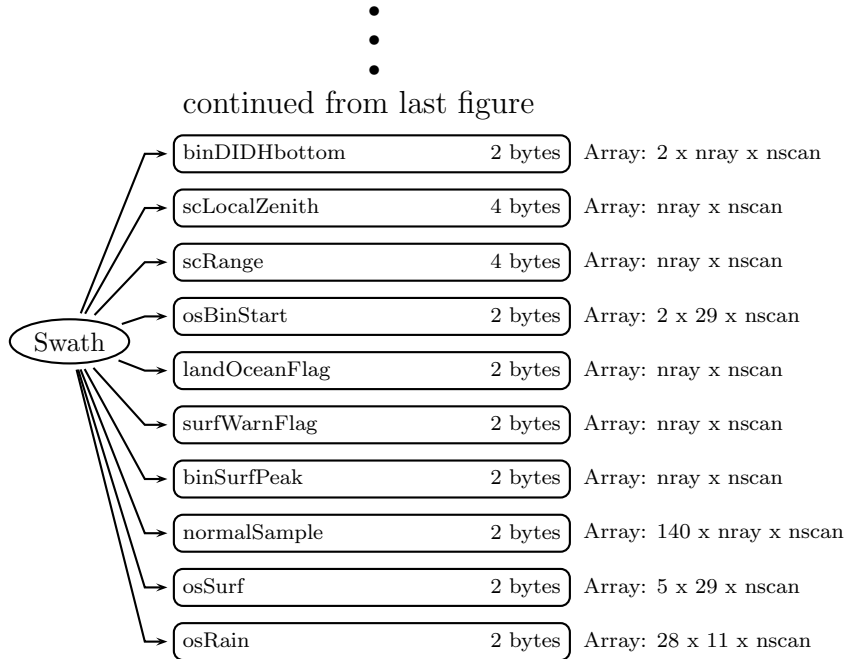 continued from last figure
binDIDHbottom 2 bytes Array: 2 x nray x nscan
scLocalZenith 4 bytes Array: nray x nscan
scRange 4 bytes Array: nray x nscan
osBinStart 2 bytes Array: 2 x 29 x nscan
Swath
landOceanFlag 2 bytes Array: nray x nscan
surfWarnFlag 2 bytes Array: nray x nscan
binSurfPeak 2 bytes Array: nray x nscan
normalSample 2 bytes Array: 140 x nray x nscan
osSurf 2 bytes Array: 5 x 29 x nscan
osRain 2 bytes Array: 28 x 11 x nscan